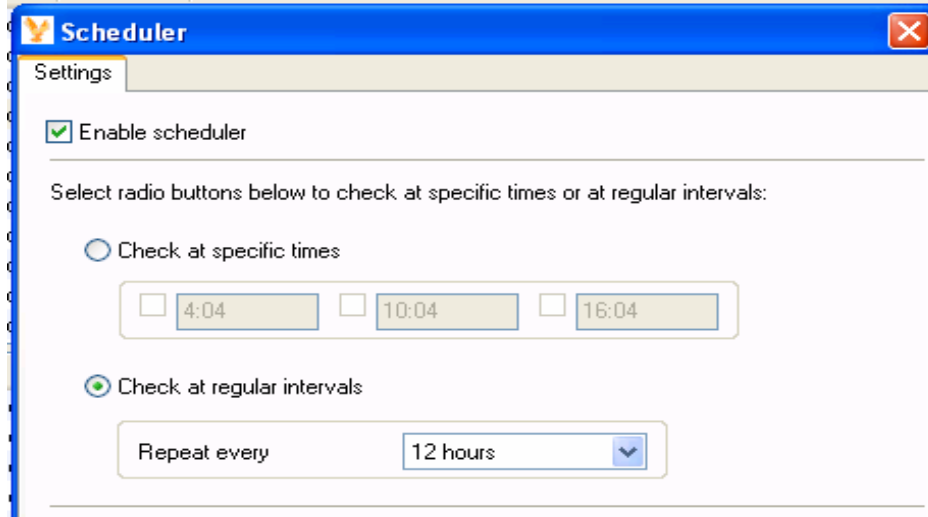 Scheduler
Settings
Enable scheduler
Select radio buttons below to check at specific times or at regular intervals:
Check at specific times
4:04 10:04 16:04
Check at regular intervals
Repeat every 12 hours